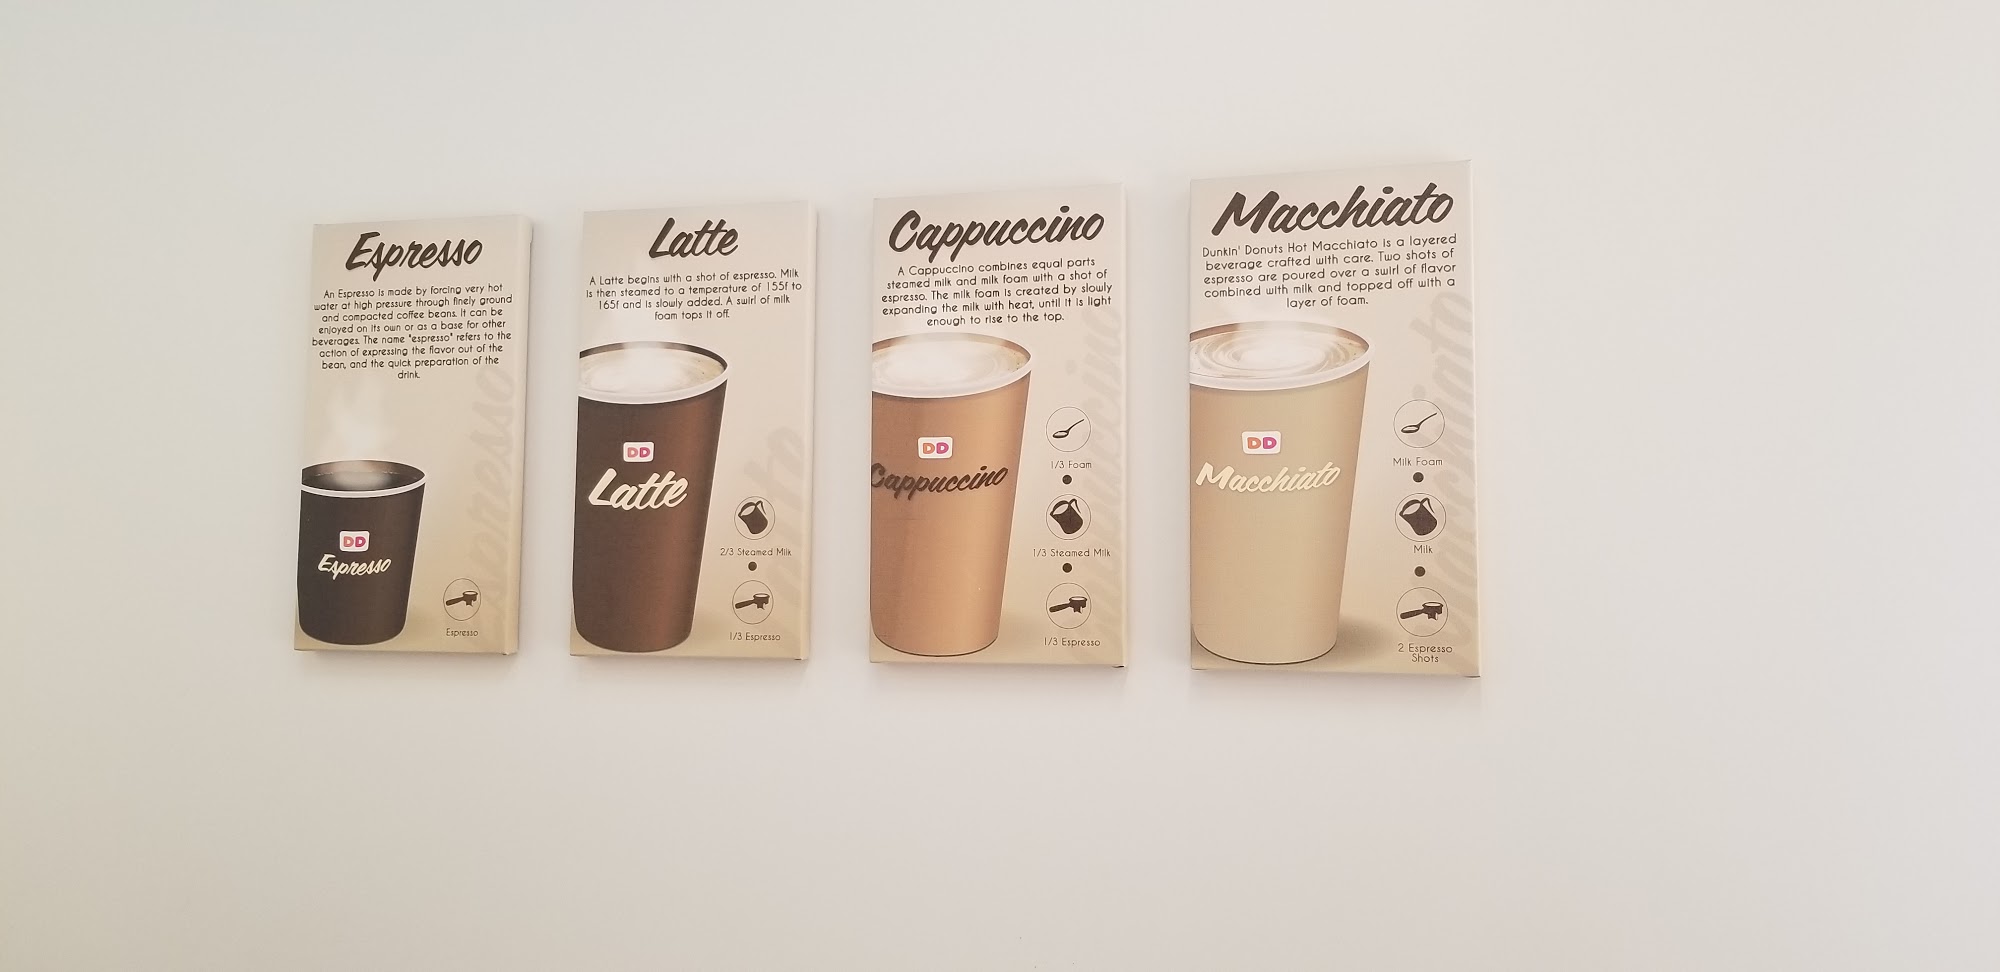 Espresso
An Espresso is made by forcing very hot
water at high pressure through finely ground
and compacted coffee beans. It can be
enjoyed on its own or as a base for other
beverages. The name "espresso" refers to the
action of expressing the flavor out of the
bean, and the quick preparation of the
drink.
espresso
DD
Espresso
Espresso
Latte
A Latte begins with a shot of espresso. Milk
is then steamed to a temperature of 155f to
165f and is slowly added. A swirl of milk
foam tops it off.
DD
Latte
2/3 Steamed Milk
1/3 Espresso
Cappuccino
A Cappuccino combines equal parts
steamed milk and milk foam with a shot of
espresso. The milk foam is created by slowly
expanding the milk with heat, until it is light
enough to rise to the top.
cappuccino
DD
Cappuccino
1/3 Foam
1/3 Steamed Milk
1/3 Espresso
Macchiato
Dunkin' Donuts Hot Macchiato is a layered
beverage crafted with care. Two shots of
espresso are poured over a swirl of flavor
combined with milk and topped off with a
layer of foam.
macchiato
DD
Macchiato
Milk Foam
Milk
2 Espresso
Shots